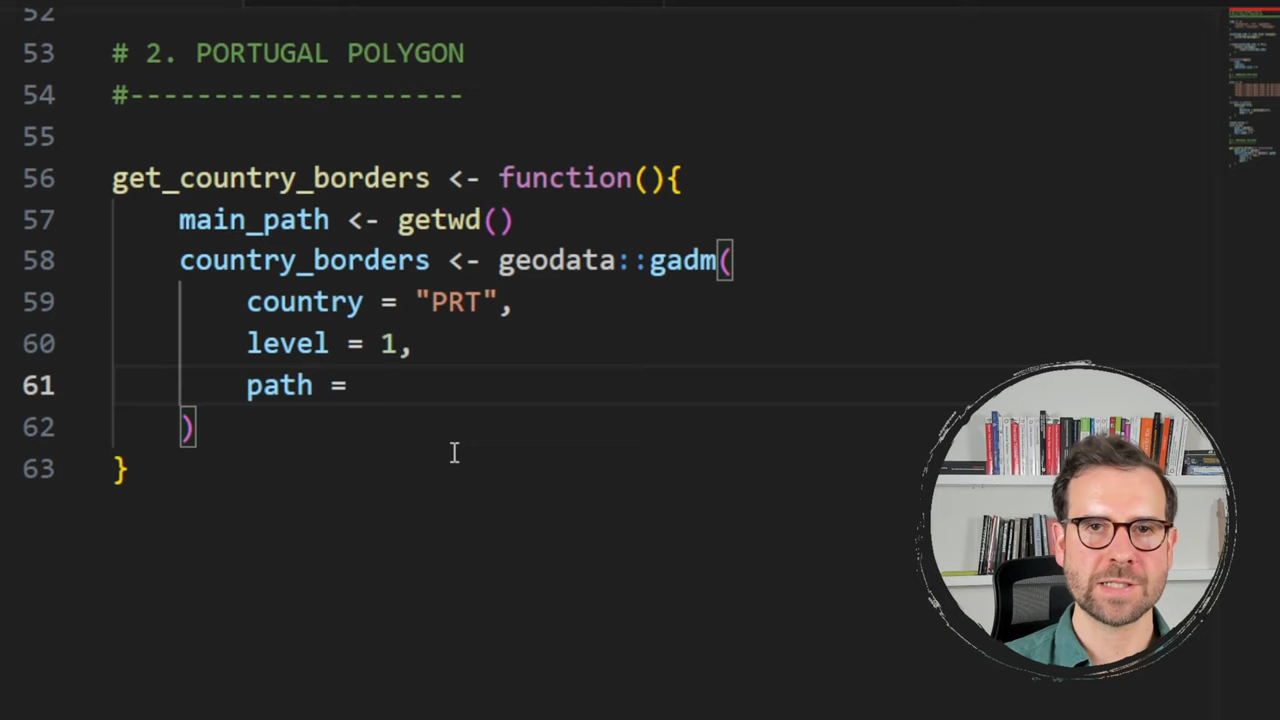 52
53 # 2. PORTUGAL POLYGON
54 #--------------------
55
56 get_country_borders <- function(){
57 main_path <- getwd()
58 country_borders <- geodata::gadm(
59 country = "PRT",
60 level = 1,
61 path =
62 )
63 }